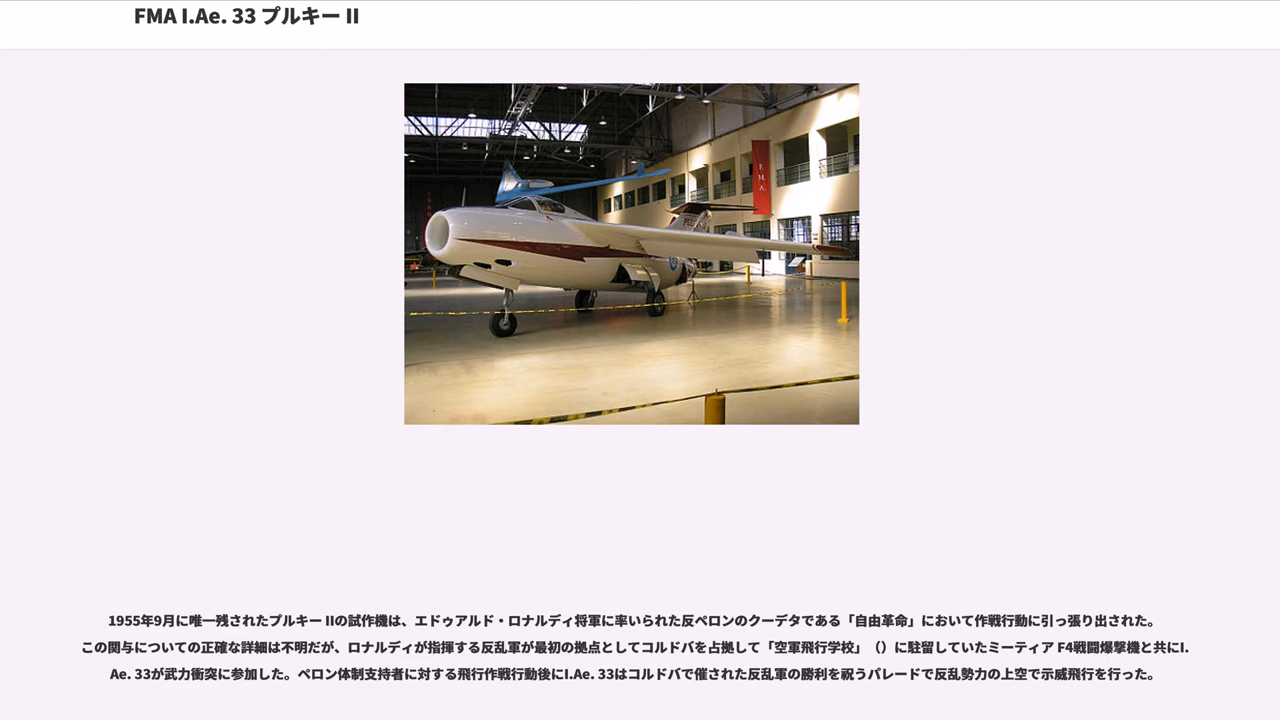 FMA I.Ae. 33 プルキー II
F.
M.
A.
1955年9月に唯一残されたプルキー IIの試作機は、エドゥアルド・ロナルディ将軍に率いられた反ペロンのクーデタである「自由革命」において作戦行動に引っ張り出された。
この関与についての正確な詳細は不明だが、ロナルディが指揮する反乱軍が最初の拠点としてコルドバを占拠して「空軍飛行学校」（）に駐留していたミーティア F4戦闘爆撃機と共にI.
Ae. 33が武力衝突に参加した。ペロン体制支持者に対する飛行作戦行動後にI.Ae. 33はコルドバで催された反乱軍の勝利を祝うパレードで反乱勢力の上空で示威飛行を行った。